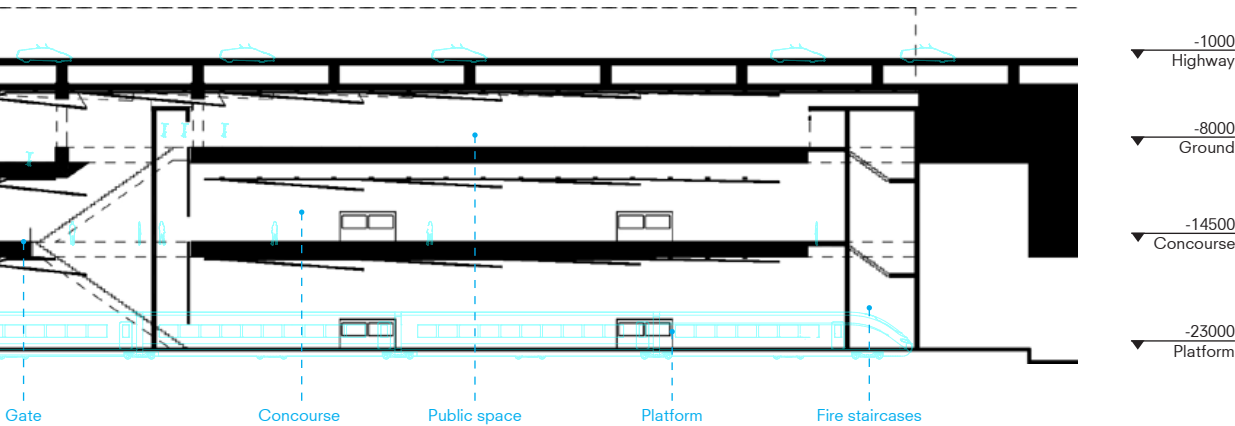 -1000
Highway
-8000
Ground
-14500
Concourse
-23000
Platform
Gate
Concourse
Public space
Platform
Fire staircases